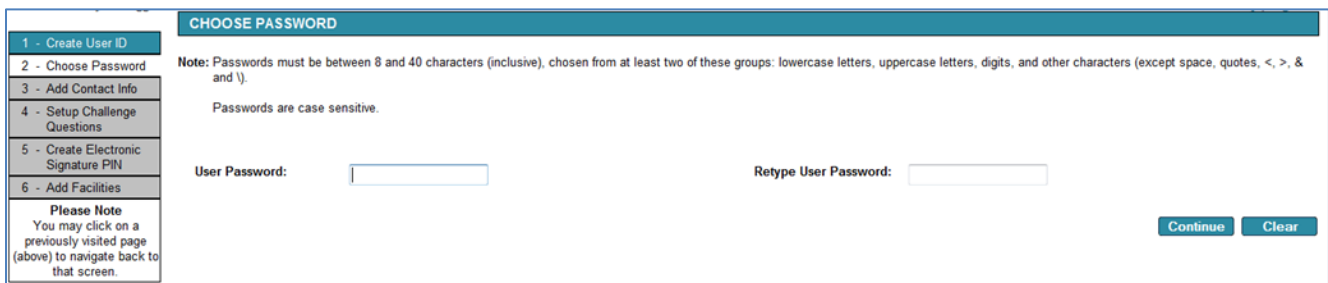 CHOOSE PASSWORD
1 - Create User ID
2 - Choose Password
3 - Add Contact Info
4 - Setup Challenge
Questions
5 - Create Electronic
Signature PIN
6 - Add Facilities
Please Note
You may click on a
previously visited page
(above) to navigate back to
that screen.
Note: Passwords must be between 8 and 40 characters (inclusive), chosen from at least two of these groups: lowercase letters, uppercase letters, digits, and other characters (except space, quotes, <, >, &
and \).
Passwords are case sensitive.
User Password:
Retype User Password:
Continue Clear